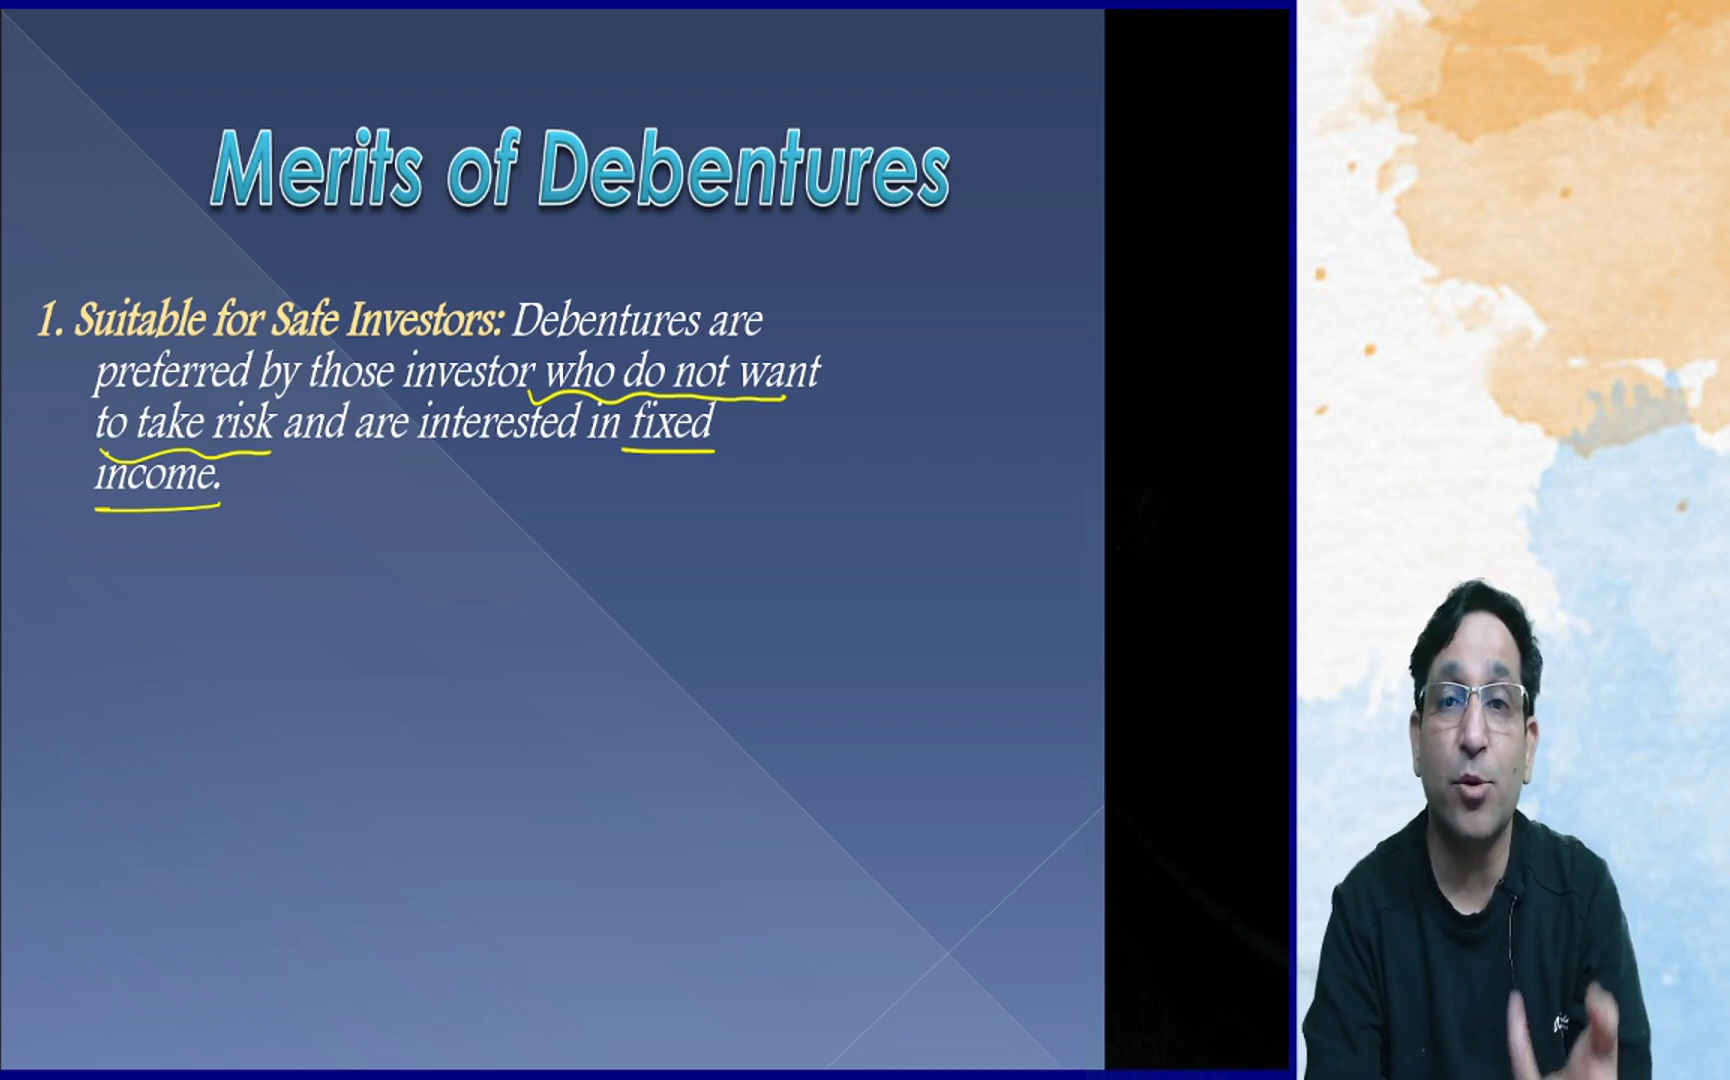 Merits of Debentures
1. Suitable for Safe Investors: Debentures are
preferred by those investor who do not want
to take risk and are interested in fixed
income.